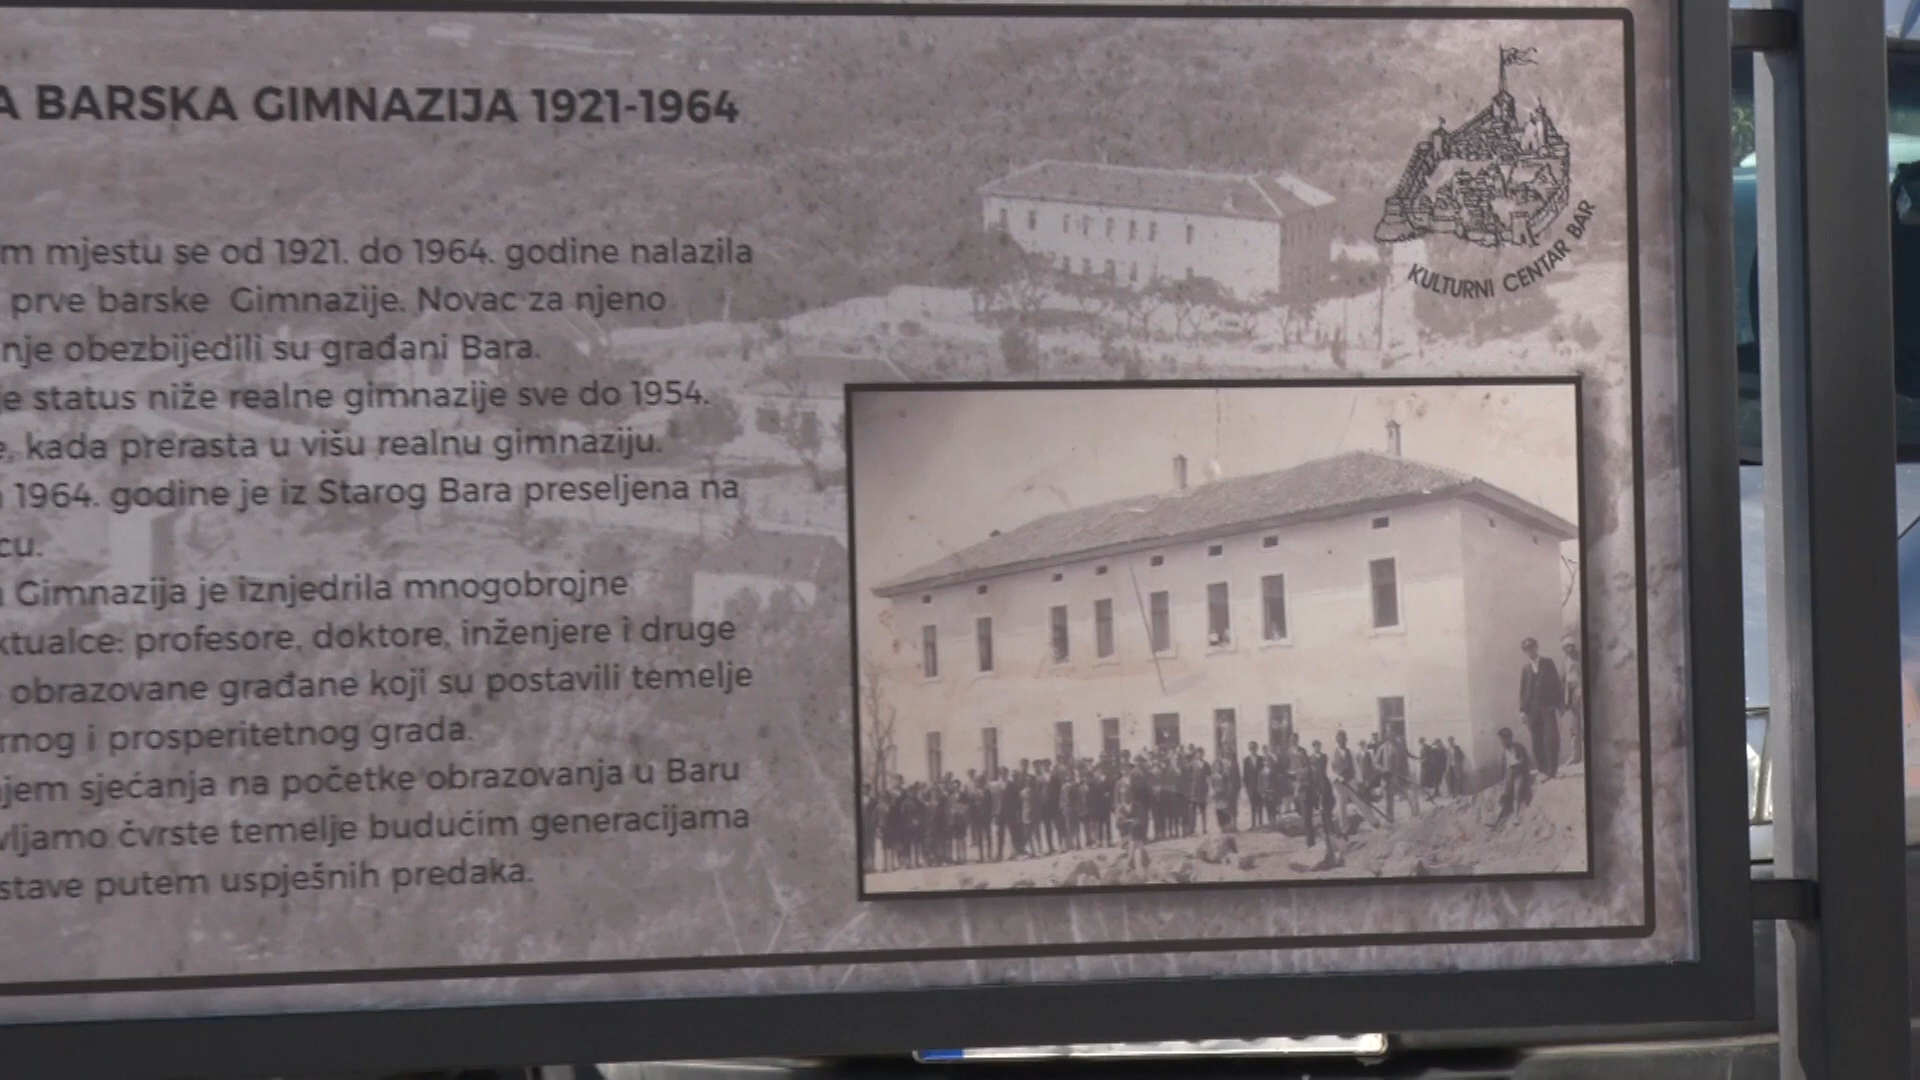 A BARSKA GIMNAZIJA 1921-1964
KULTURNI CENTAR BAR
m mjestu se od 1921. do 1964. godine nalazila
prve barske Gimnazije. Novac za njeno
nje obezbijedili su građani Bara.
je status niže realne gimnazije sve do 1954.
e, kada prerasta u višu realnu gimnaziju.
1964. godine je iz Starog Bara preseljena na
cu.
Gimnazija je iznjedrila mnogobrojne
ktualce: profesore, doktore, inženjere i druge
obrazovane građane koji su postavili temelje
rnog i prosperitetnog grada.
njem sjećanja na početke obrazovanja u Baru
vljamo čvrste temelje budućim generacijama
stave putem uspješnih predaka.